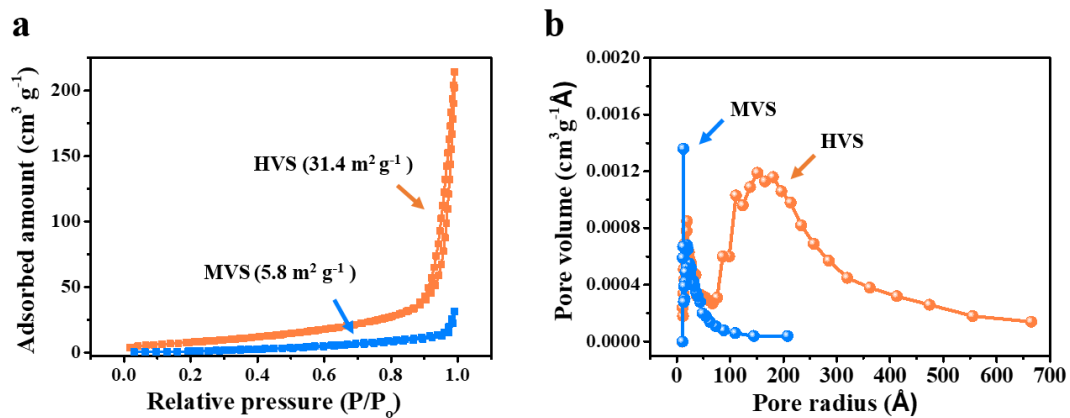 a
Adsorbed amount (cm³ g⁻¹)
200
150
100
50
0
HVS (31.4 m² g⁻¹)
MVS (5.8 m² g⁻¹)
0.0 0.2 0.4 0.6 0.8 1.0
Relative pressure (P/Pₒ)
b
Pore volume (cm³g⁻¹Å)
0.0020
0.0016
0.0012
0.0008
0.0004
0.0000
MVS
HVS
0 100 200 300 400 500 600 700
Pore radius (Å)